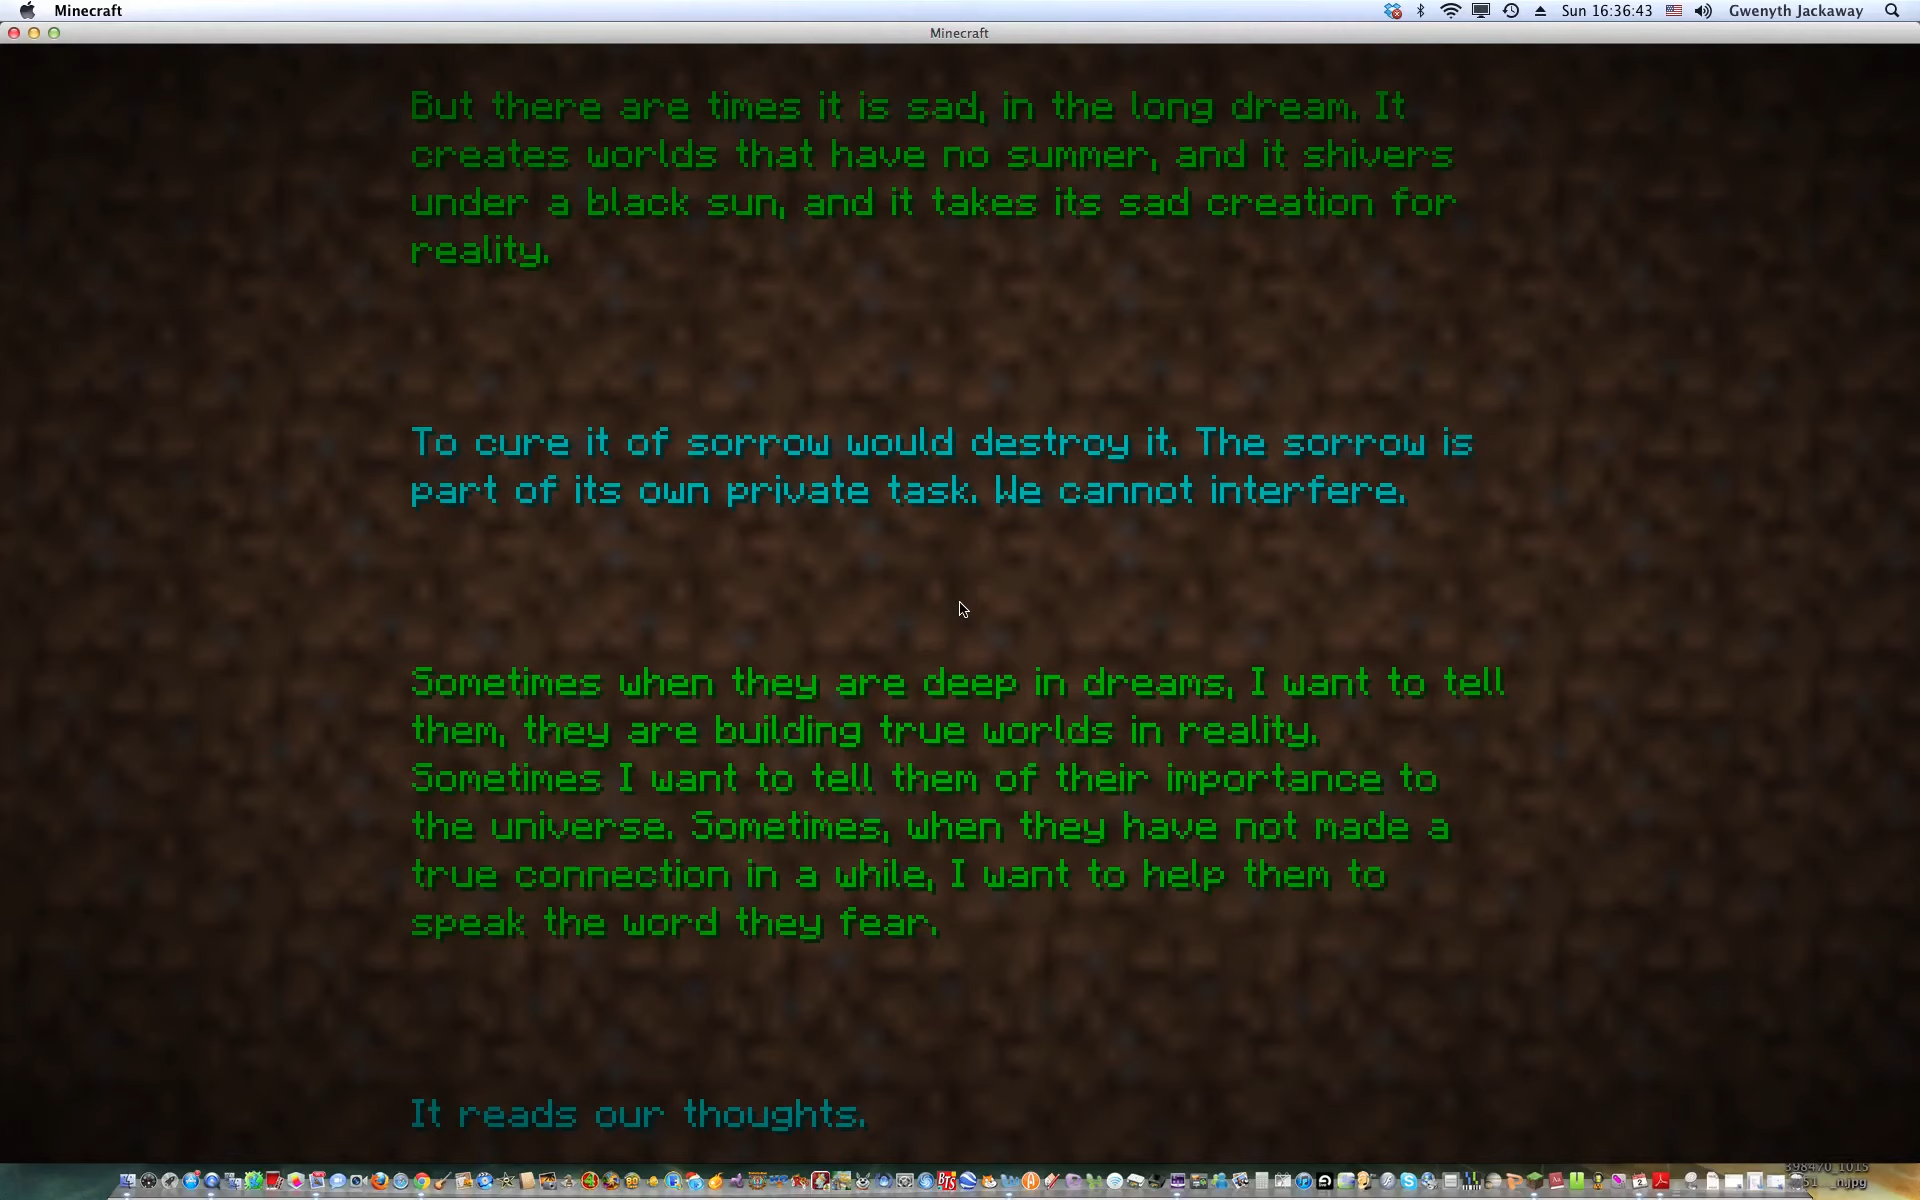 Minecraft
Sun 16:36:43
Gwenyth Jackaway
Minecraft
But there are times it is sad, in the long dream. It
creates worlds that have no summer, and it shivers
under a black sun, and it takes its sad creation for
reality.
To cure it of sorrow would destroy it. The sorrow is
part of its own private task. We cannot interfere.
Sometimes when they are deep in dreams, I want to tell
them, they are building true worlds in reality.
Sometimes I want to tell them of their importance to
the universe. Sometimes, when they have not made a
true connection in a while, I want to help them to
speak the word they fear.
It reads our thoughts.
398470_1015
BTS